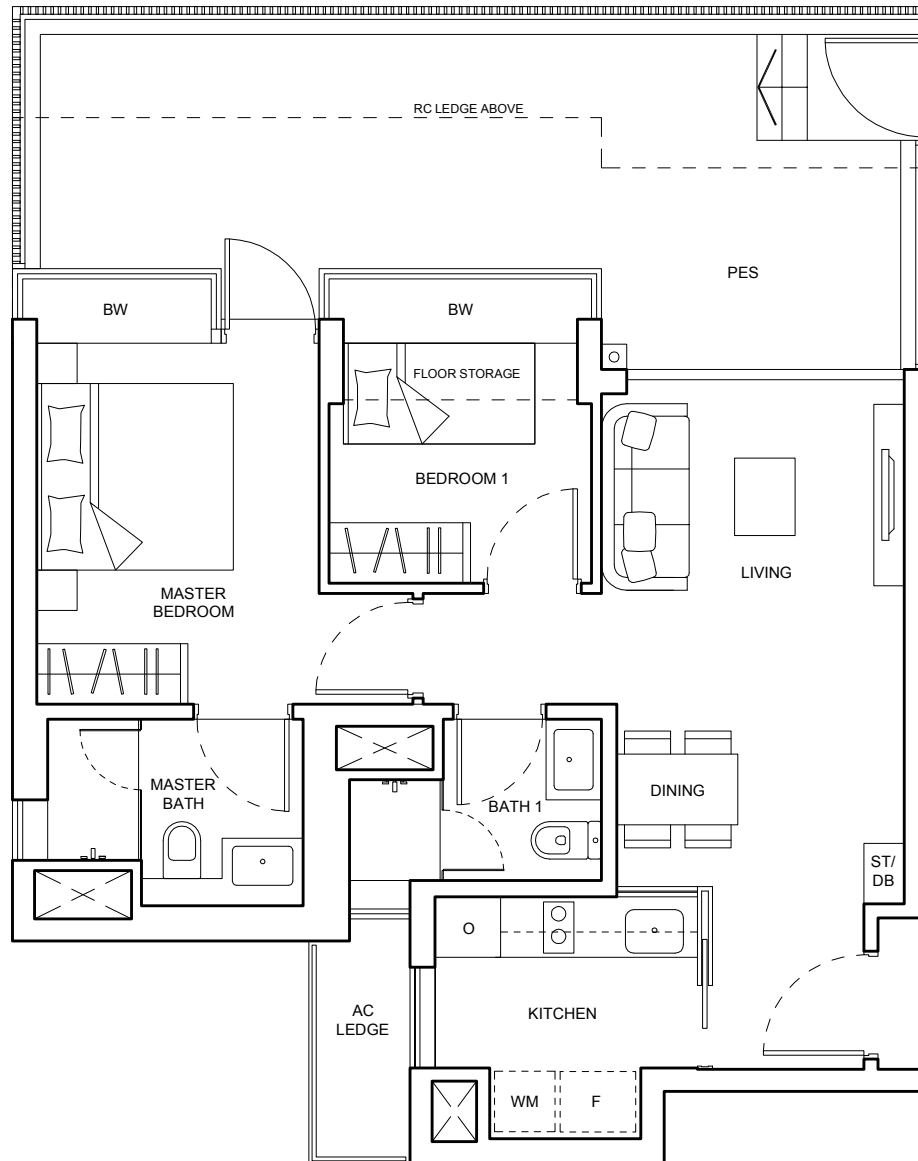 RC LEDGE ABOVE
PES
BW
BW
FLOOR STORAGE
BEDROOM 1
LIVING
MASTER
BEDROOM
MASTER
BATH
BATH 1
DINING
ST/
DB
O
KITCHEN
AC
LEDGE
WM
F